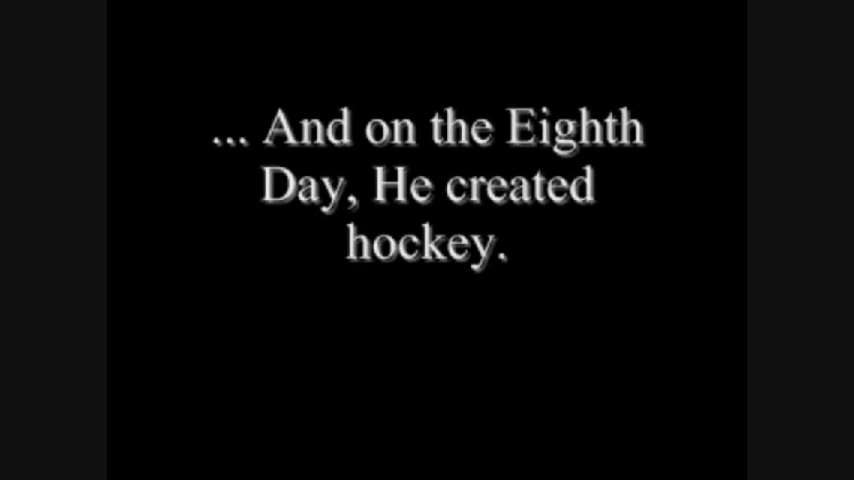 ... And on the Eighth
Day, He created
hockey.